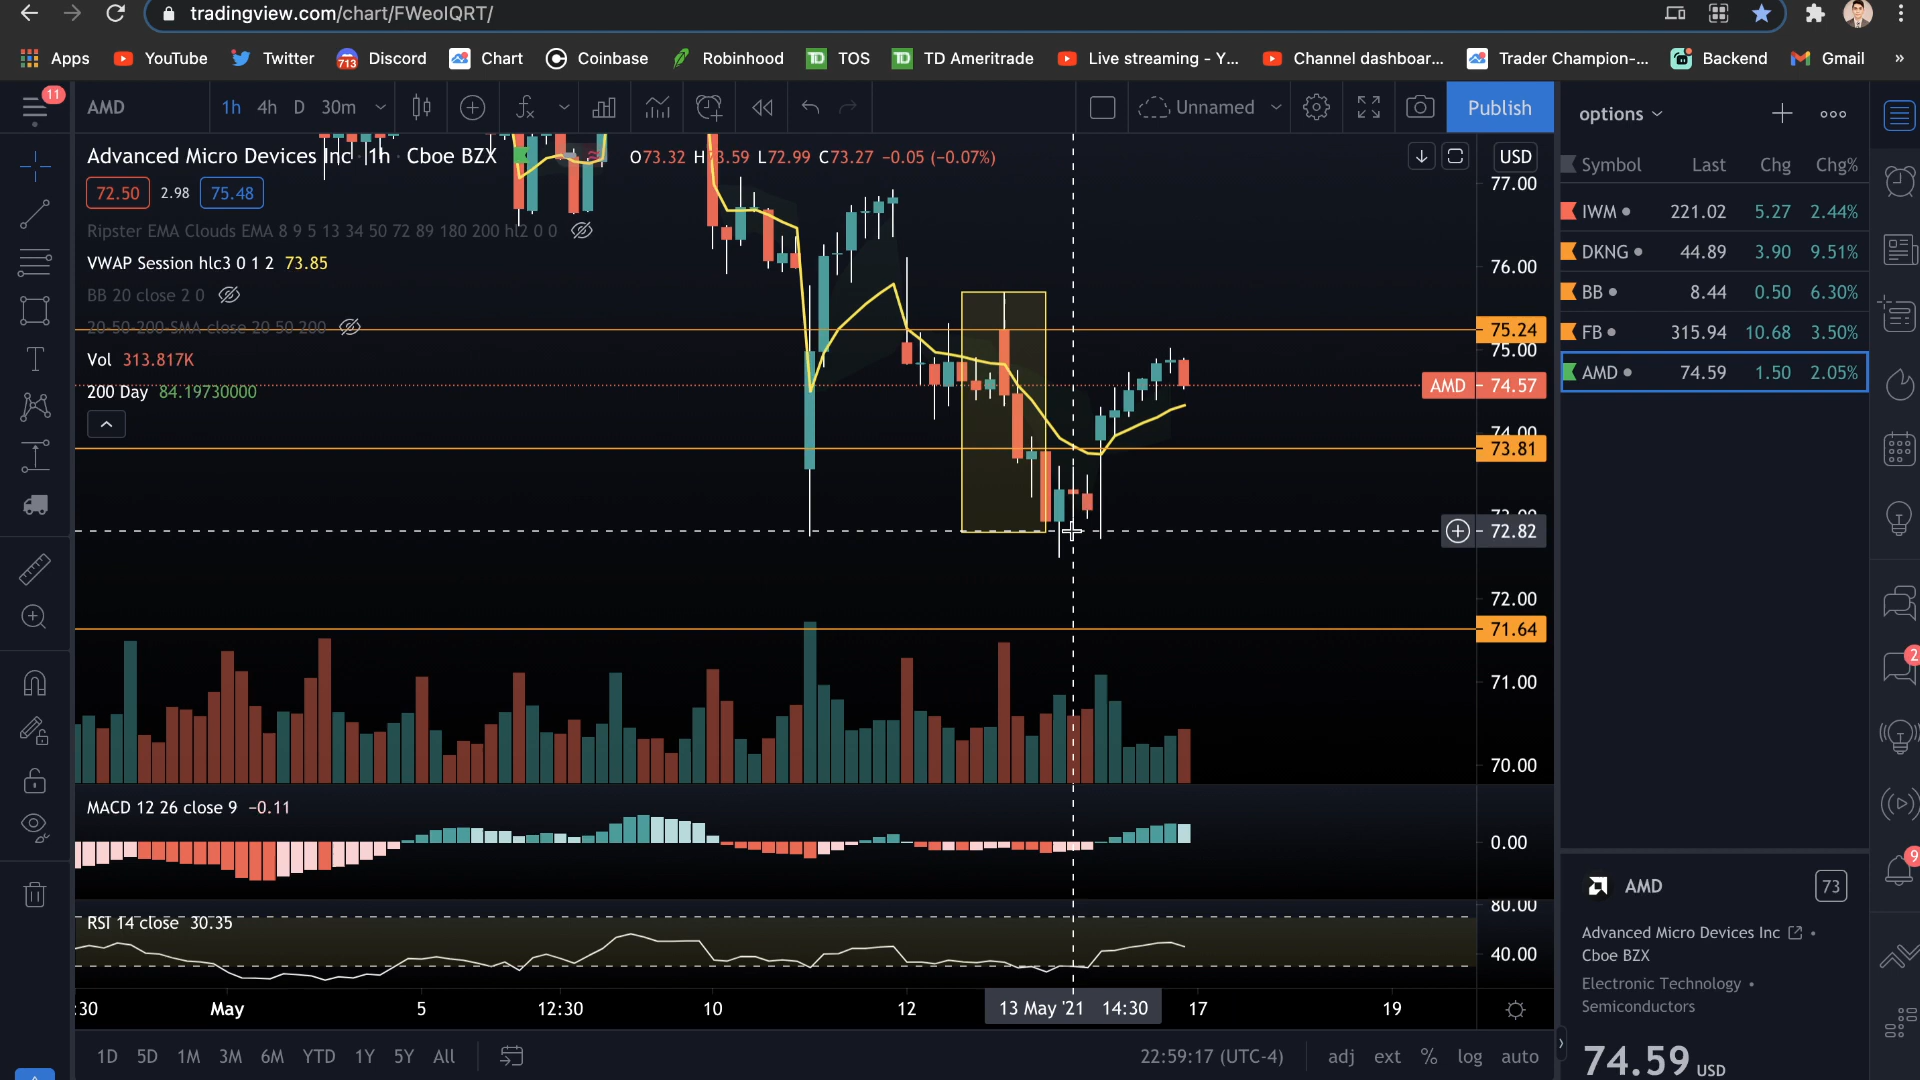 tradingview.com/chart/FWeoIQRT/
Apps YouTube Twitter 713 Discord Chart Coinbase Robinhood TD TOS TD TD Ameritrade Live streaming - Y... Channel dashboar... Trader Champion-... Backend Gmail »
11 AMD 1h 4h D 30m Unnamed Publish
Advanced Micro Devices Inc · 1h · Cboe BZX O73.32 H73.59 L72.99 C73.27 −0.05 (−0.07%) USD
72.50 2.98 75.48
Ripster EMA Clouds EMA 8 9 5 13 34 50 72 89 180 200 hl2 0 0
VWAP Session hlc3 0 1 2 73.85
BB 20 close 2 0
20-50-200-SMA close 20 50 200
Vol 313.817K
200 Day 84.19730000
77.00
76.00
75.24
75.00
AMD 74.57
74.00
73.81
73.00
72.82
72.00
71.64
71.00
70.00
MACD 12 26 close 9 −0.11
0.00
RSI 14 close 30.35
80.00
40.00
:30 May 5 12:30 10 12 13 May '21 14:30 17 19
1D 5D 1M 3M 6M YTD 1Y 5Y All 22:59:17 (UTC-4) adj ext % log auto
options
Symbol Last Chg Chg%
IWM 221.02 5.27 2.44%
DKNG 44.89 3.90 9.51%
BB 8.44 0.50 6.30%
FB 315.94 10.68 3.50%
AMD 74.59 1.50 2.05%
2
9
AMD 73
Advanced Micro Devices Inc •
Cboe BZX
Electronic Technology •
Semiconductors
74.59 USD